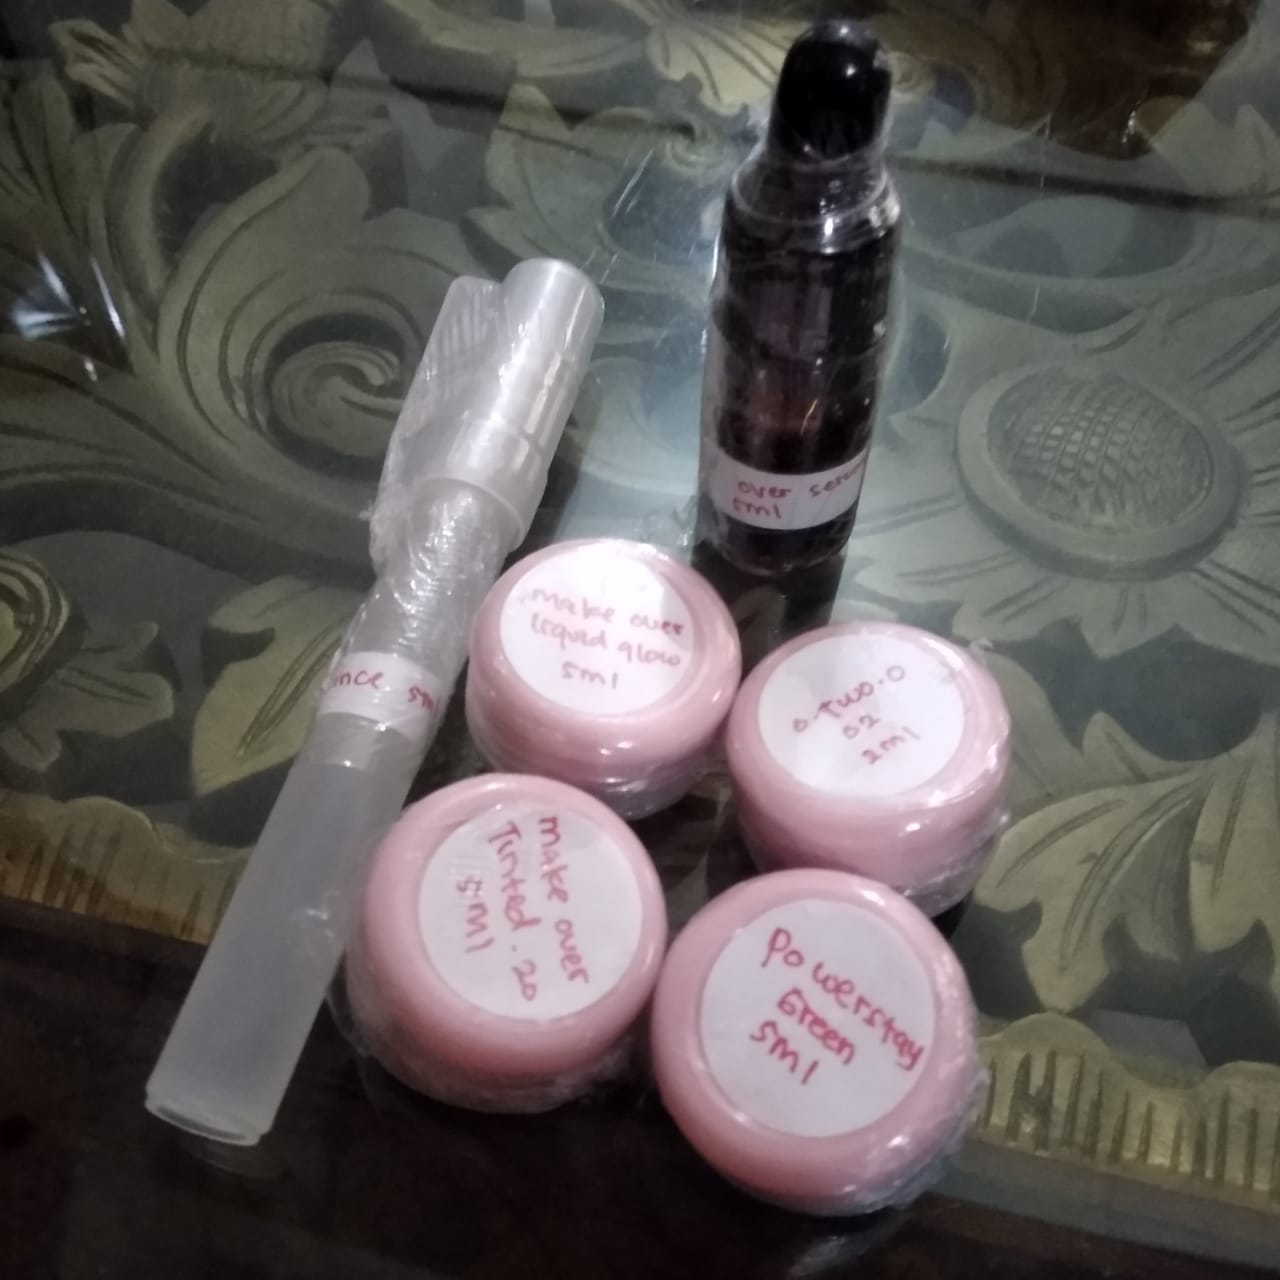 over serum
5ml
ince 5ml
make over
liquid glow
5ml
o.two.o
02
2ml
make over
Tinted . 20
5ml
Powerstay
Green
5ml